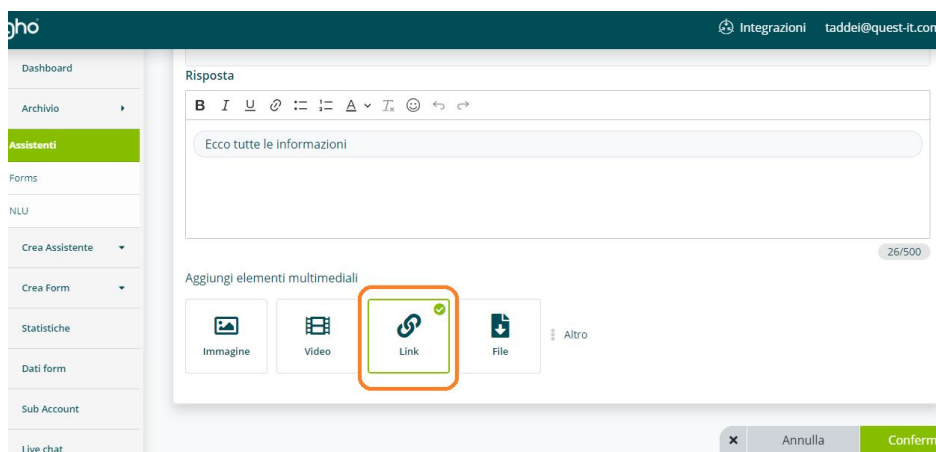 gho
Integrazioni taddei@quest-it.com
Dashboard
Archivio
Assistenti
Forms
NLU
Crea Assistente
Crea Form
Statistiche
Dati form
Sub Account
Live chat
Risposta
B I U A Tx
Ecco tutte le informazioni
26/500
Aggiungi elementi multimediali
Immagine Video Link File Altro
Annulla Conferm